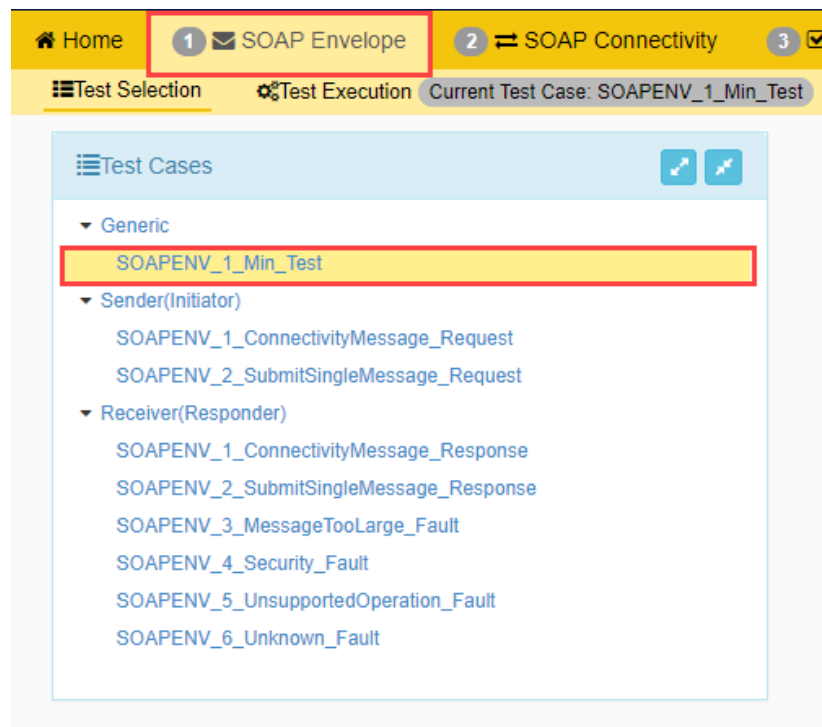 Home 1 SOAP Envelope 2 SOAP Connectivity 3
Test Selection Test Execution Current Test Case: SOAPENV_1_Min_Test
Test Cases
Generic
SOAPENV_1_Min_Test
Sender(Initiator)
SOAPENV_1_ConnectivityMessage_Request
SOAPENV_2_SubmitSingleMessage_Request
Receiver(Responder)
SOAPENV_1_ConnectivityMessage_Response
SOAPENV_2_SubmitSingleMessage_Response
SOAPENV_3_MessageTooLarge_Fault
SOAPENV_4_Security_Fault
SOAPENV_5_UnsupportedOperation_Fault
SOAPENV_6_Unknown_Fault